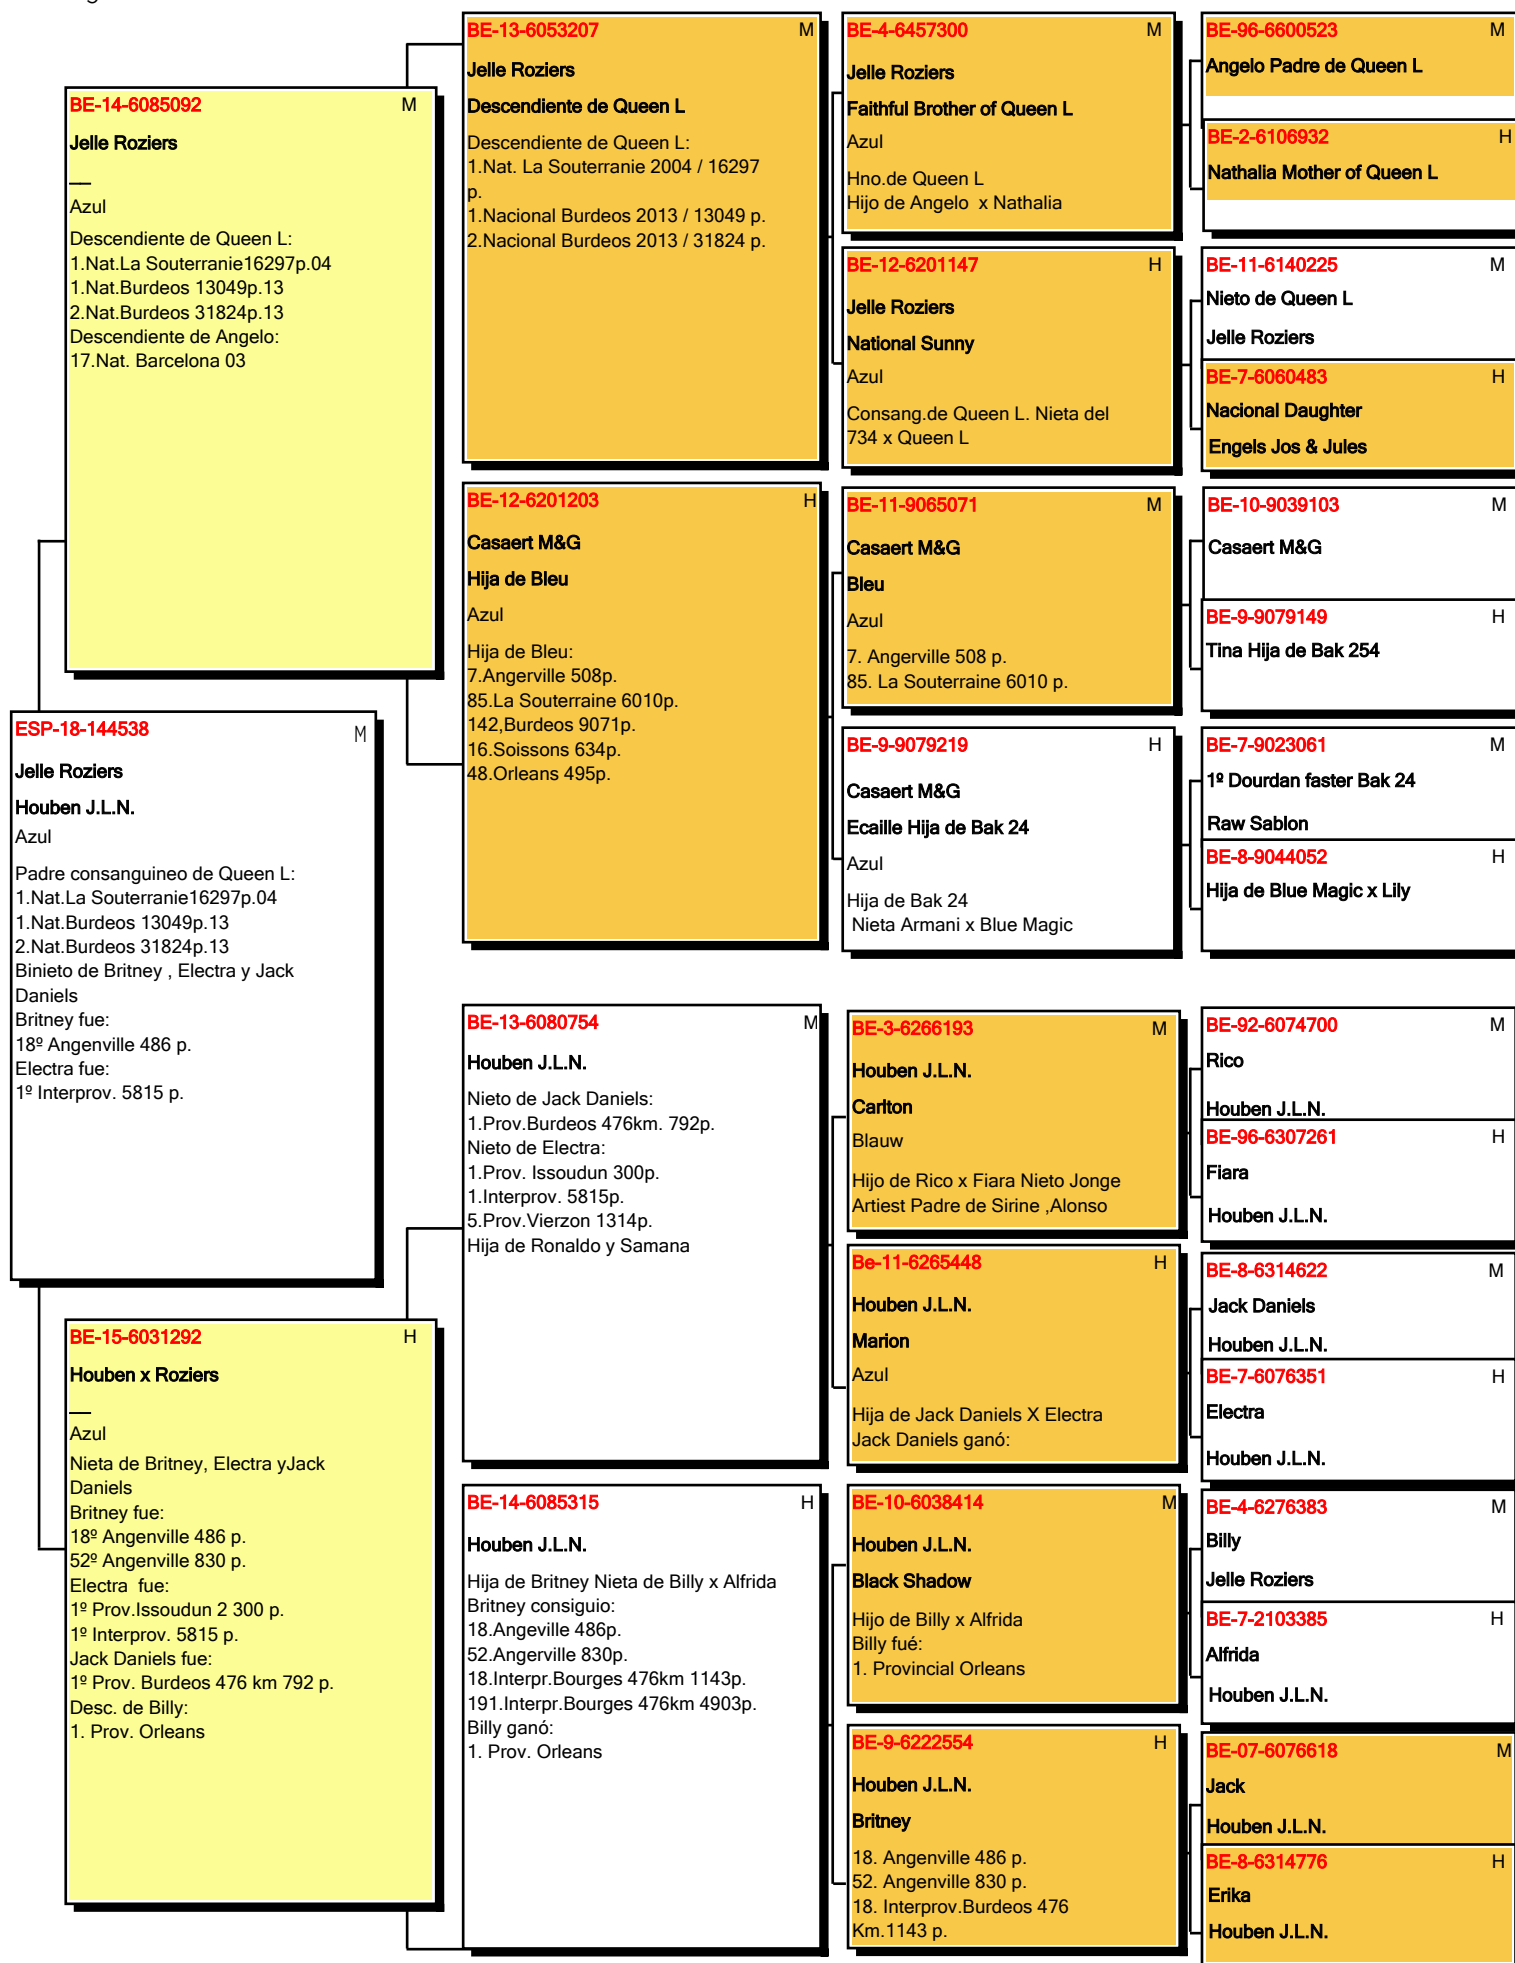 BE-14-6085092 M
Jelle Roziers
__
Azul
Descendiente de Queen L:
1.Nat.La Souterranie16297p.04
1.Nat.Burdeos 13049p.13
2.Nat.Burdeos 31824p.13
Descendiente de Angelo:
17.Nat. Barcelona 03
ESP-18-144538 M
Jelle Roziers
Houben J.L.N.
Azul
Padre consanguineo de Queen L:
1.Nat.La Souterranie16297p.04
1.Nat.Burdeos 13049p.13
2.Nat.Burdeos 31824p.13
Binieto de Britney , Electra y Jack
Daniels
Britney fue:
18º Angenville 486 p.
Electra fue:
1º Interprov. 5815 p.
BE-15-6031292 H
Houben x Roziers
__
Azul
Nieta de Britney, Electra yJack
Daniels
Britney fue:
18º Angenville 486 p.
52º Angenville 830 p.
Electra  fue:
1º Prov.Issoudun 2 300 p.
1º Interprov. 5815 p.
Jack Daniels fue:
1º Prov. Burdeos 476 km 792 p.
Desc. de Billy:
1. Prov. Orleans
BE-13-6053207 M
Jelle Roziers
Descendiente de Queen L
Descendiente de Queen L:
1.Nat. La Souterranie 2004 / 16297
p.
1.Nacional Burdeos 2013 / 13049 p.
2.Nacional Burdeos 2013 / 31824 p.
BE-12-6201203 H
Casaert M&G
Hija de Bleu
Azul
Hija de Bleu:
7.Angerville 508p.
85.La Souterraine 6010p.
142,Burdeos 9071p.
16.Soissons 634p.
48.Orleans 495p.
BE-13-6080754 M
Houben J.L.N.
Nieto de Jack Daniels:
1.Prov.Burdeos 476km. 792p.
Nieto de Electra:
1.Prov. Issoudun 300p.
1.Interprov. 5815p.
5.Prov.Vierzon 1314p.
Hija de Ronaldo y Samana
BE-14-6085315 H
Houben J.L.N.
Hija de Britney Nieta de Billy x Alfrida
Britney consiguio:
18.Angeville 486p.
52.Angerville 830p.
18.Interpr.Bourges 476km 1143p.
191.Interpr.Bourges 476km 4903p.
Billy ganó:
1. Prov. Orleans
BE-4-6457300 M
Jelle Roziers
Faithful Brother of Queen L
Azul
Hno.de Queen L
Hijo de Angelo  x Nathalia
BE-12-6201147 H
Jelle Roziers
National Sunny
Azul
Consang.de Queen L. Nieta del
734 x Queen L
BE-11-9065071 M
Casaert M&G
Bleu
Azul
7. Angerville 508 p.
85. La Souterraine 6010 p.
BE-9-9079219 H
Casaert M&G
Ecaille Hija de Bak 24
Azul
Hija de Bak 24
Nieta Armani x Blue Magic
BE-3-6266193 M
Houben J.L.N.
Carlton
Blauw
Hijo de Rico x Fiara Nieto Jonge
Artiest Padre de Sirine ,Alonso
Be-11-6265448 H
Houben J.L.N.
Marion
Azul
Hija de Jack Daniels X Electra
Jack Daniels ganó:
BE-10-6038414 M
Houben J.L.N.
Black Shadow
Hijo de Billy x Alfrida
Billy fué:
1. Provincial Orleans
BE-9-6222554 H
Houben J.L.N.
Britney
18. Angenville 486 p.
52. Angenville 830 p.
18. Interprov.Burdeos 476
Km.1143 p.
BE-96-6600523 M
Angelo Padre de Queen L
BE-2-6106932 H
Nathalia Mother of Queen L
BE-11-6140225 M
Nieto de Queen L
Jelle Roziers
BE-7-6060483 H
Nacional Daughter
Engels Jos & Jules
BE-10-9039103 M
Casaert M&G
BE-9-9079149 H
Tina Hija de Bak 254
BE-7-9023061 M
1º Dourdan faster Bak 24
Raw Sablon
BE-8-9044052 H
Hija de Blue Magic x Lily
BE-92-6074700 M
Rico
Houben J.L.N.
BE-96-6307261 H
Fiara
Houben J.L.N.
BE-8-6314622 M
Jack Daniels
Houben J.L.N.
BE-7-6076351 H
Electra
Houben J.L.N.
BE-4-6276383 M
Billy
Jelle Roziers
BE-7-2103385 H
Alfrida
Houben J.L.N.
BE-07-6076618 M
Jack
Houben J.L.N.
BE-8-6314776 H
Erika
Houben J.L.N.